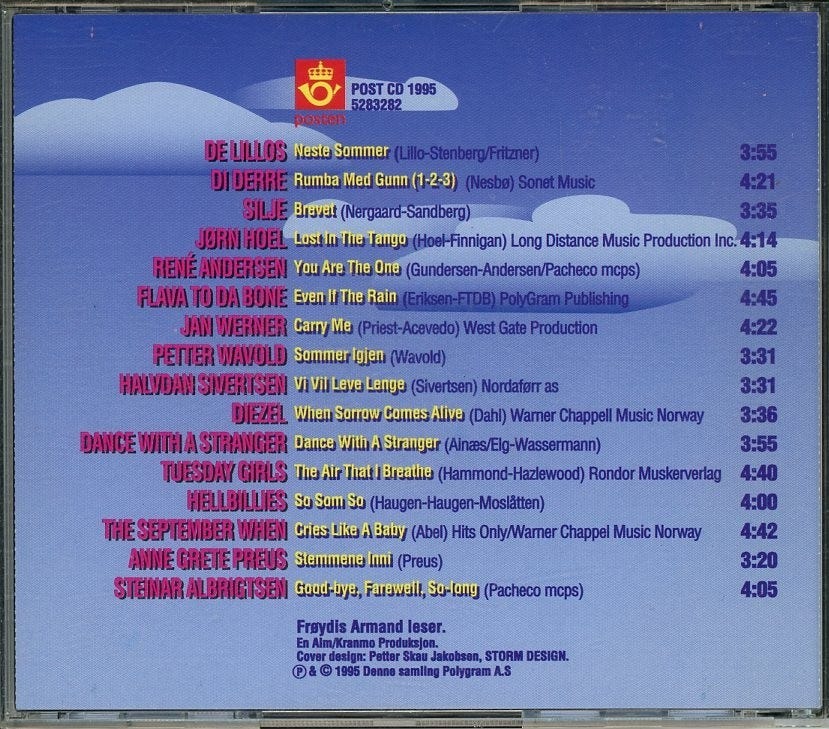 POST CD 1995
5283282
posten
DE LILLOS Neste Sommer (Lillo-Stenberg/Fritzner) 3:55
DI DERRE Rumba Med Gunn (1-2-3) (Nesbø) Sonet Music 4:21
SILJE Brevet (Nergaard-Sandberg) 3:35
JØRN HOEL Lost In The Tango (Hoel-Finnigan) Long Distance Music Production Inc. 4:14
RENÉ ANDERSEN You Are The One (Gundersen-Andersen/Pacheco mcps) 4:05
FLAVA TO DA BONE Even If The Rain (Eriksen-FTDB) PolyGram Publishing 4:45
JAN WERNER Carry Me (Priest-Acevedo) West Gate Production 4:22
PETTER WAVOLD Sommer Igjen (Wavold) 3:31
HALVDAN SIVERTSEN Vi Vil Leve Lenge (Sivertsen) Nordaførr as 3:31
DIEZEL When Sorrow Comes Alive (Dahl) Warner Chappell Music Norway 3:36
DANCE WITH A STRANGER Dance With A Stranger (Ainæs/Elg-Wassermann) 3:55
TUESDAY GIRLS The Air That I Breathe (Hammond-Hazlewood) Rondor Muskerverlag 4:40
HELLBILLIES So Som So (Haugen-Haugen-Moslåtten) 4:00
THE SEPTEMBER WHEN Cries Like A Baby (Abel) Hits Only/Warner Chappel Music Norway 4:42
ANNE GRETE PREUS Stemmene Inni (Preus) 3:20
STEINAR ALBRIGTSEN Good-bye, Farewell, So-long (Pacheco mcps) 4:05
Frøydis Armand leser.
En Alm/Kranmo Produksjon.
Cover design: Petter Skau Jakobsen, STORM DESIGN.
℗ & © 1995 Denne samling Polygram A.S